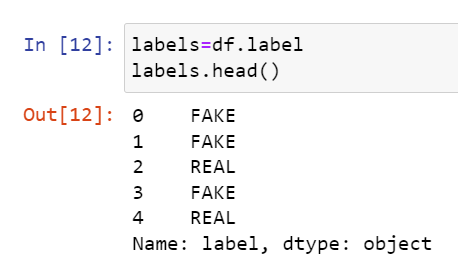 In [12]: labels=df.label
labels.head()
Out[12]: 0    FAKE
1    FAKE
2    REAL
3    FAKE
4    REAL
Name: label, dtype: object